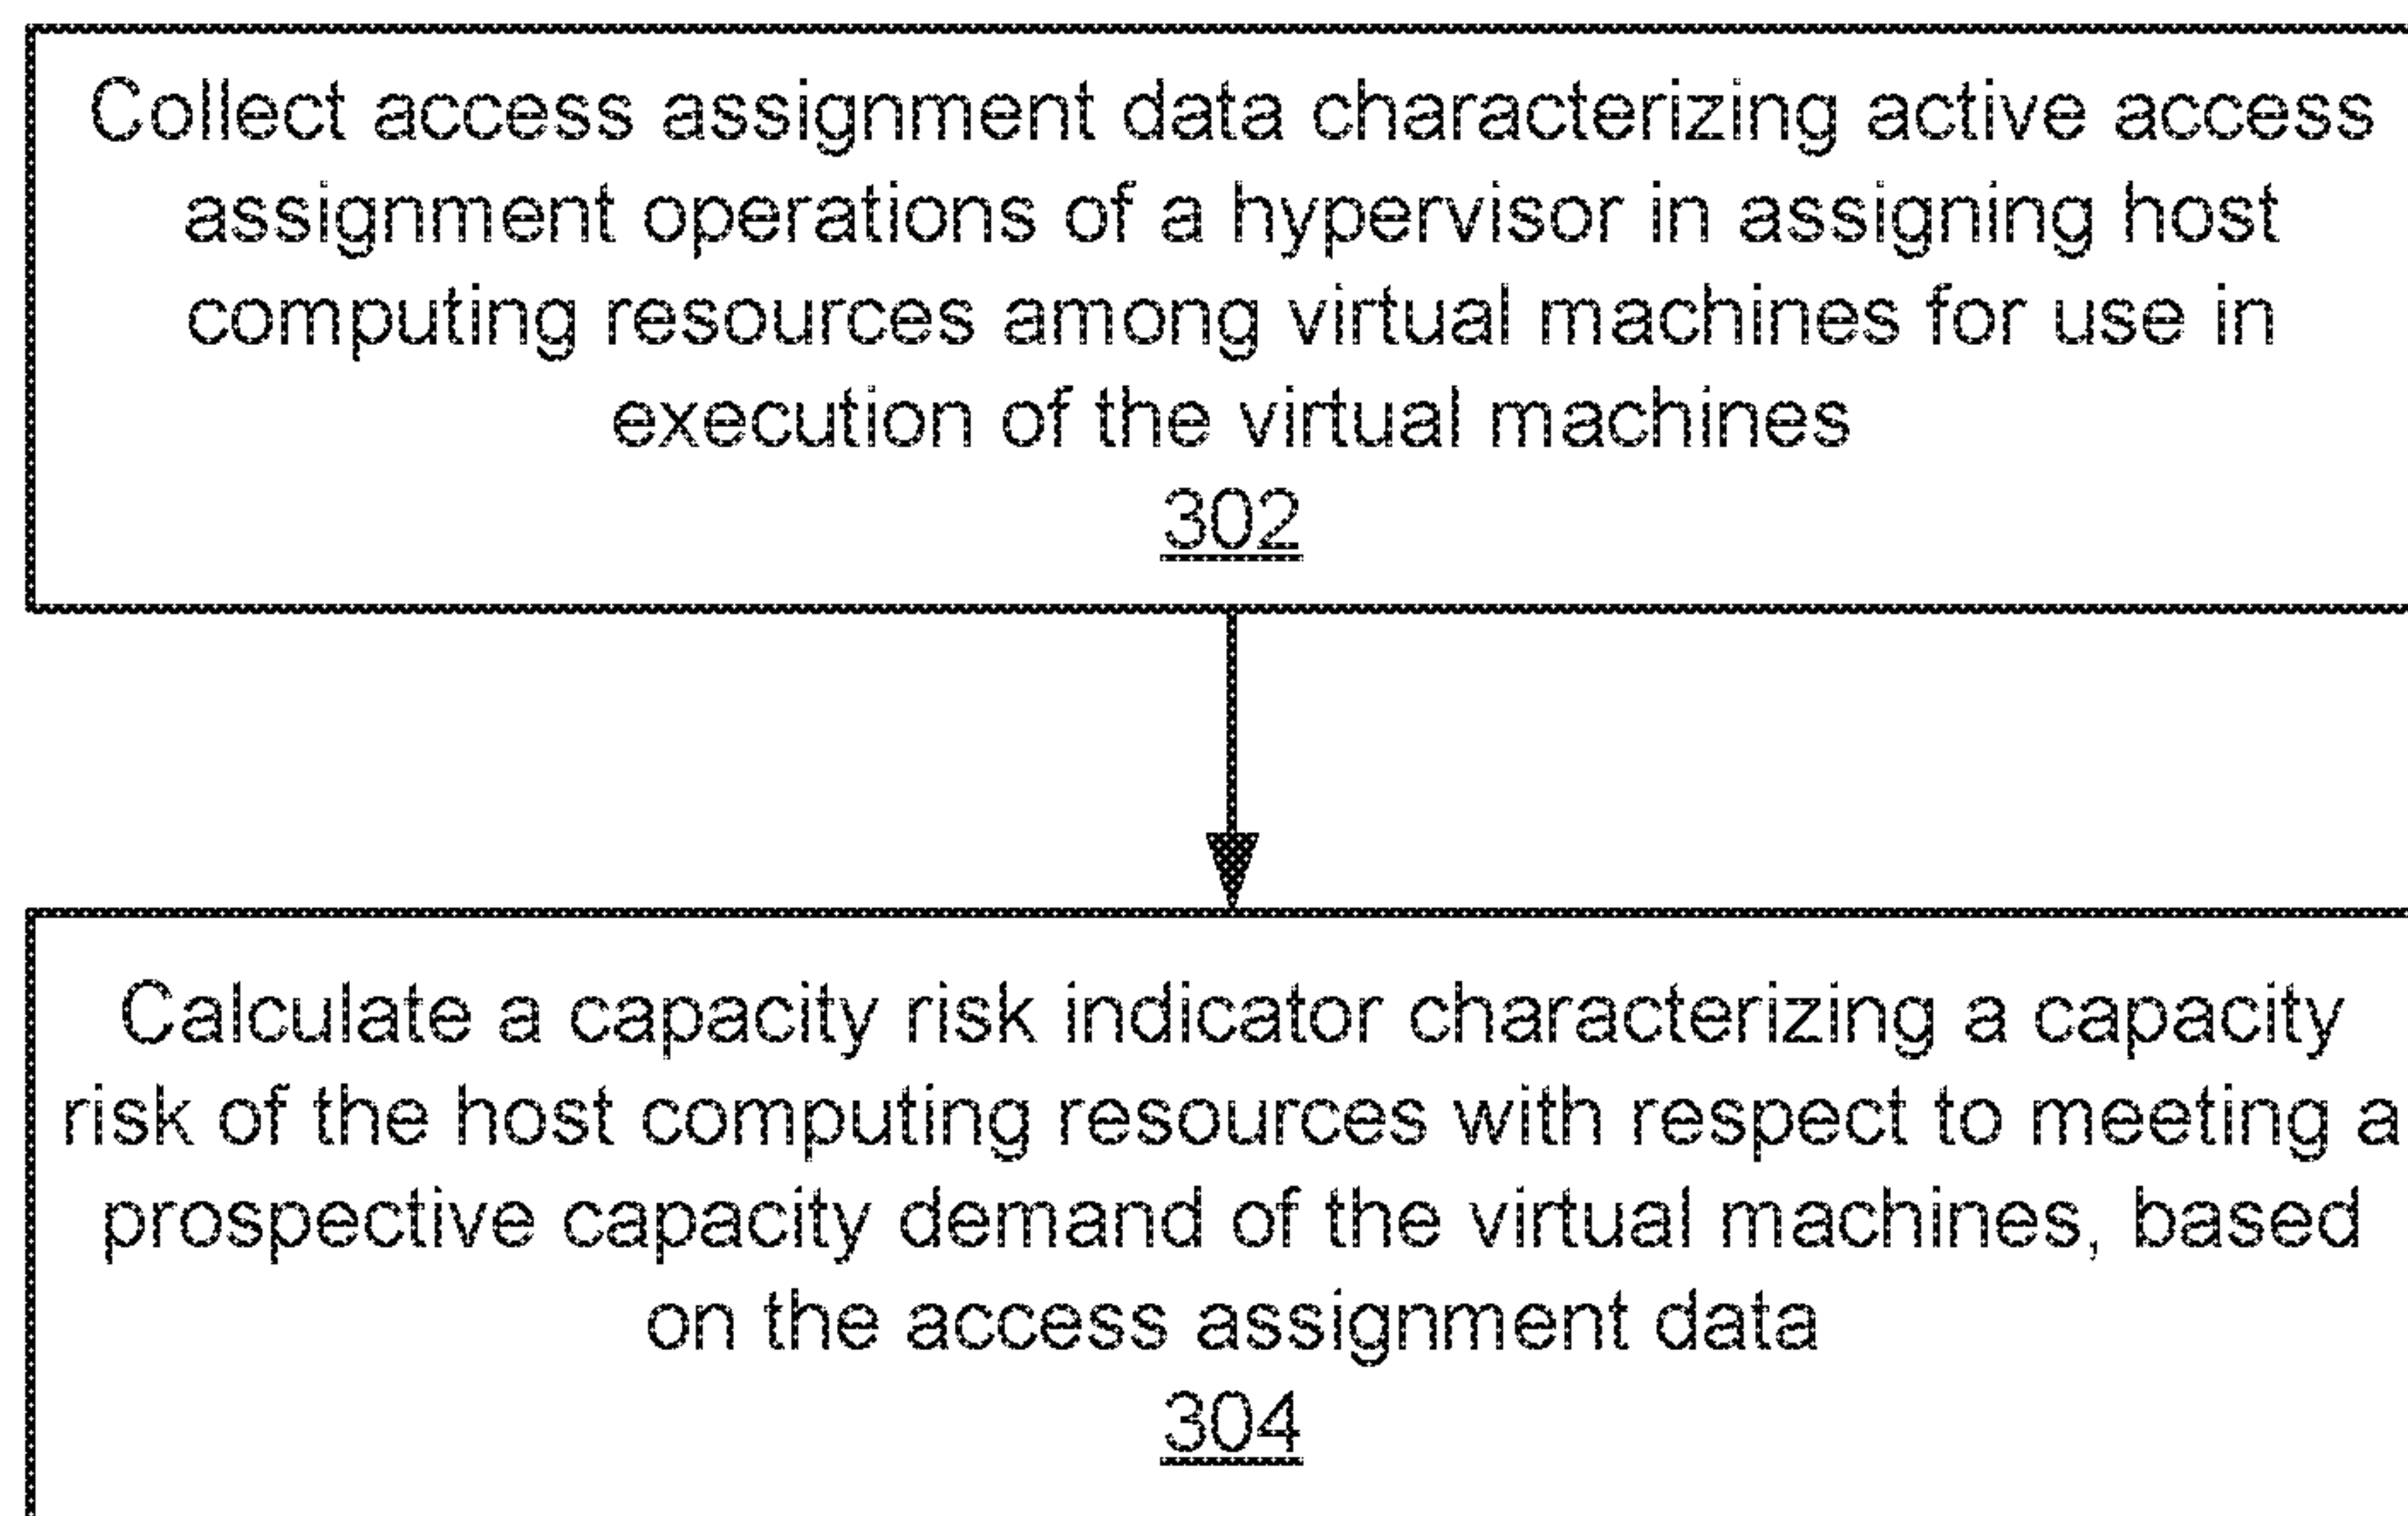 Collect access assignment data characterizing active access
assignment operations of a hypervisor in assigning host
computing resources among virtual machines for use in
execution of the virtual machines
302
Calculate a capacity risk indicator characterizing a capacity
risk of the host computing resources with respect to meeting a
prospective capacity demand of the virtual machines, based
on the access assignment data
304